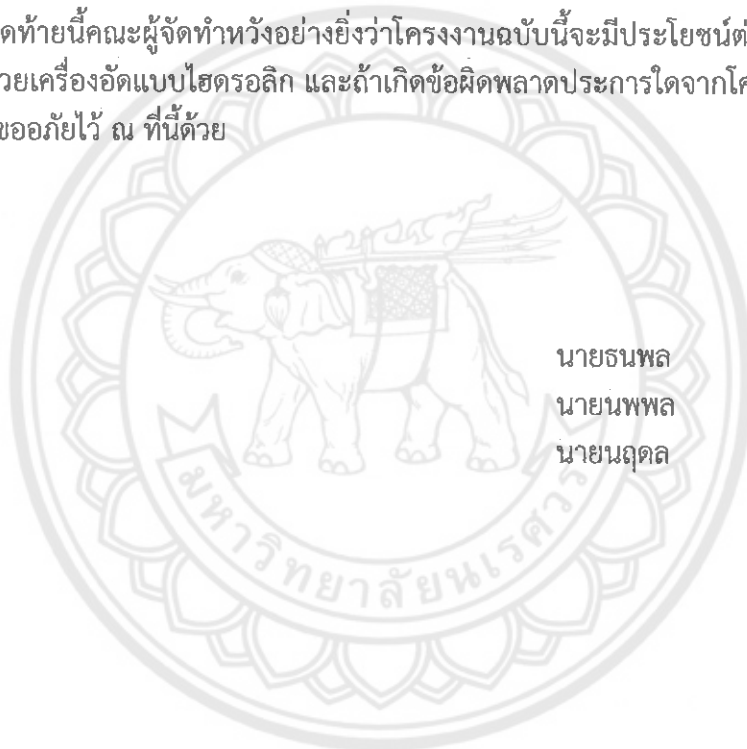 ดท้ายนี้คณะผู้จัดทำหวังอย่างยิ่งว่าโครงงานฉบับนี้จะมีประโยชน์ต่
วยเครื่องอัดแบบไฮดรอลิก และถ้าเกิดข้อผิดพลาดประการใดจากโค
ขออภัยไว้ ณ ที่นี้ด้วย
นายธนพล
นายนพพล
นายนฤดล
มหาวิทยาลัยนเรศวร